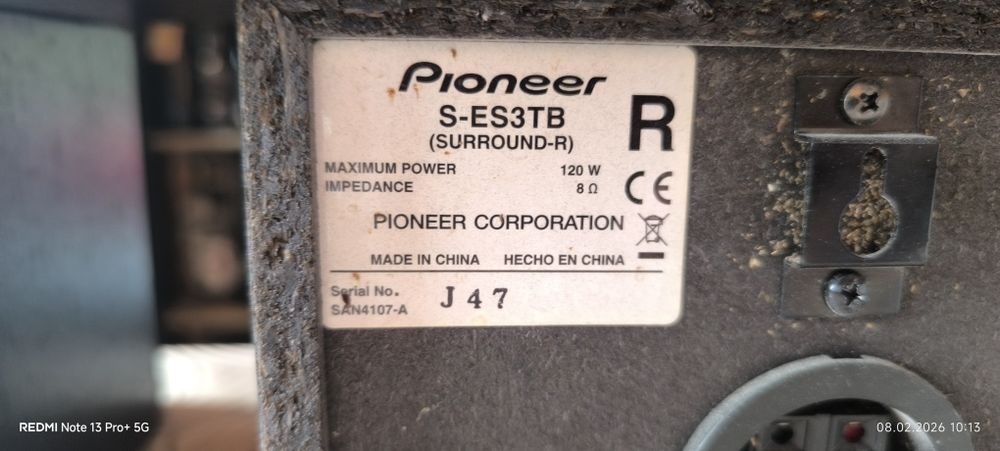 Pioneer
S-ES3TB
(SURROUND-R)
R
MAXIMUM POWER 120 W
IMPEDANCE 8 Ω
CE
PIONEER CORPORATION
MADE IN CHINA HECHO EN CHINA
Serial No. J 47
SAN4107-A
REDMI Note 13 Pro+ 5G
08.02.2026 10:13